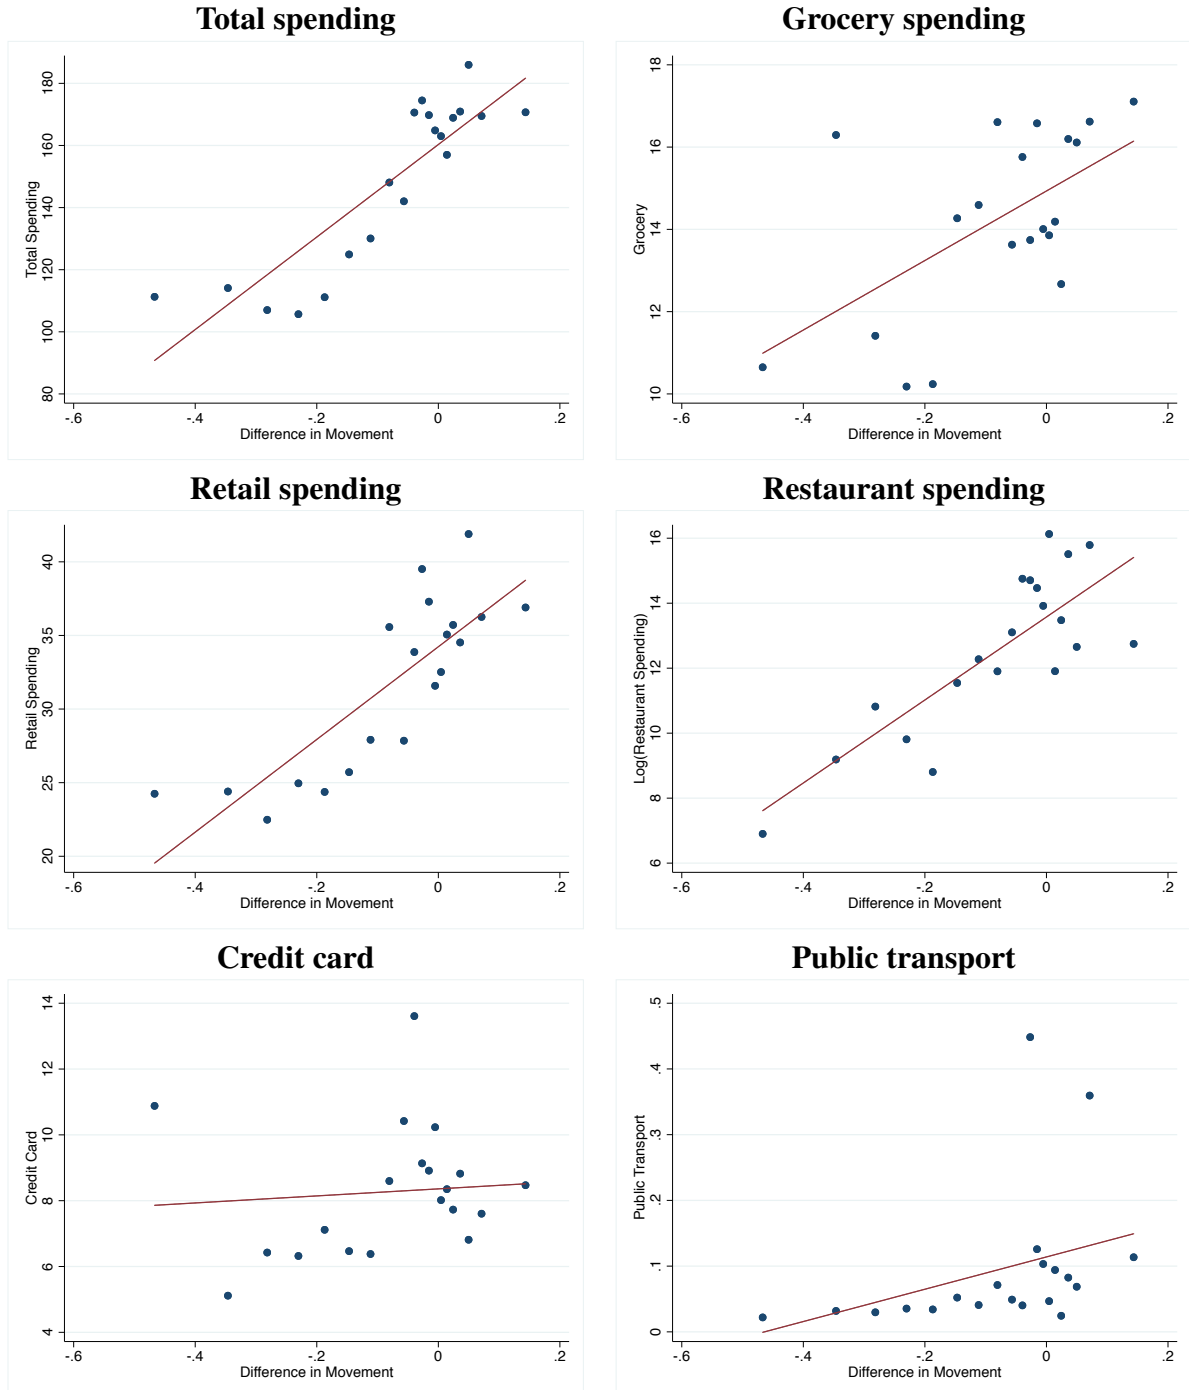 Total spending
Grocery spending
Total Spending
80 100 120 140 160 180
-.6 -.4 -.2 0 .2
Difference in Movement
Grocery
10 12 14 16 18
-.6 -.4 -.2 0 .2
Difference in Movement
Retail spending
Restaurant spending
Retail Spending
20 25 30 35 40
-.6 -.4 -.2 0 .2
Difference in Movement
Log(Restaurant Spending)
6 8 10 12 14 16
-.6 -.4 -.2 0 .2
Difference in Movement
Credit card
Public transport
Credit Card
4 6 8 10 12 14
-.6 -.4 -.2 0 .2
Difference in Movement
Public Transport
0 .1 .2 .3 .4 .5
-.6 -.4 -.2 0 .2
Difference in Movement